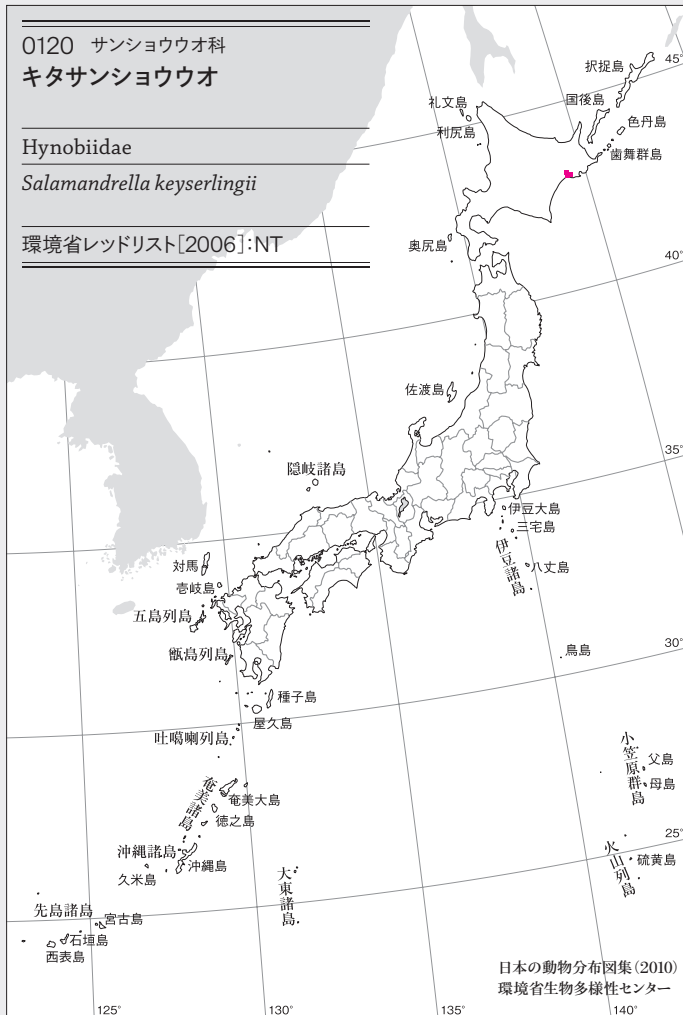 0120 サンショウウオ科
キタサンショウウオ
Hynobiidae
Salamandrella keyserlingii
環境省レッドリスト[2006]:NT
択捉島
45°
国後島
礼文島
色丹島
利尻島
歯舞群島
奥尻島
40°
佐渡島
35°
隠岐諸島
伊豆大島
三宅島
伊豆諸島
八丈島
対馬
壱岐島
五島列島
甑島列島
鳥島
30°
種子島
屋久島
吐噶喇列島
小笠原群島
父島
母島
奄美諸島
奄美大島
徳之島
25°
沖縄諸島
沖縄島
久米島
火山列島
硫黄島
大東諸島
先島諸島
宮古島
石垣島
西表島
日本の動物分布図集(2010)
環境省生物多様性センター
125°
130°
135°
140°